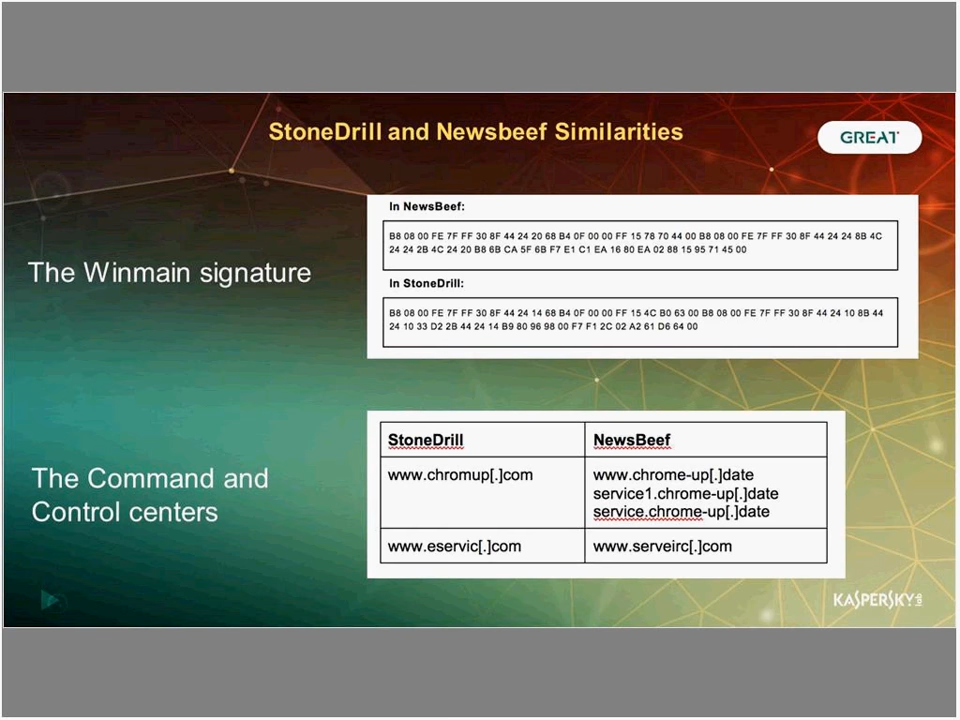 StoneDrill and Newsbeef Similarities
GREAT
The Winmain signature
In NewsBeef:
B8 08 00 FE 7F FF 30 8F 44 24 20 68 B4 0F 00 00 FF 15 78 70 44 00 B8 08 00 FE 7F FF 30 8F 44 24 24 8B 4C
24 24 2B 4C 24 20 B8 6B CA 5F 6B F7 E1 C1 EA 16 80 EA 02 88 15 95 71 45 00
In StoneDrill:
B8 08 00 FE 7F FF 30 8F 44 24 14 68 B4 0F 00 00 FF 15 4C B0 63 00 B8 08 00 FE 7F FF 30 8F 44 24 10 8B 44
24 10 33 D2 2B 44 24 14 B9 80 96 98 00 F7 F1 2C 02 A2 61 D6 64 00
The Command and
Control centers
StoneDrill NewsBeef
www.chromup[.]com www.chrome-up[.]date
service1.chrome-up[.]date
service.chrome-up[.]date
www.eservic[.]com www.serveirc[.]com
KASPERSKY lab